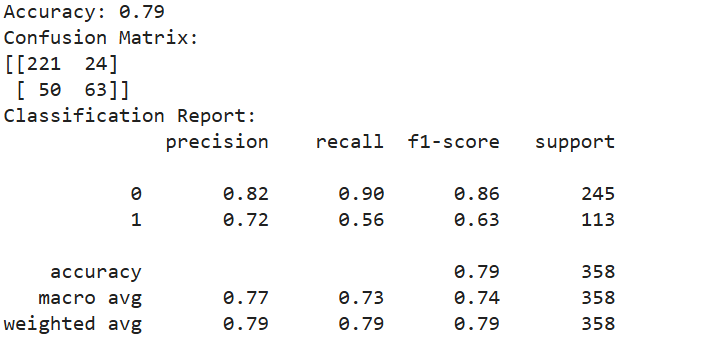 Accuracy: 0.79
Confusion Matrix:
[[221  24]
 [ 50  63]]
Classification Report:
              precision    recall  f1-score   support

           0       0.82      0.90      0.86       245
           1       0.72      0.56      0.63       113

    accuracy                           0.79       358
   macro avg       0.77      0.73      0.74       358
weighted avg       0.79      0.79      0.79       358